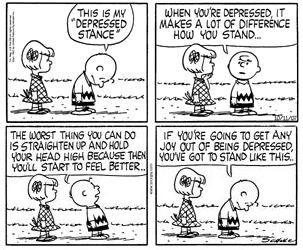 THIS IS MY
"DEPRESSED
STANCE"
WHEN YOU'RE DEPRESSED, IT
MAKES A LOT OF DIFFERENCE
HOW YOU STAND...
THE WORST THING YOU CAN DO
IS STRAIGHTEN UP AND HOLD
YOUR HEAD HIGH BECAUSE THEN
YOU'LL START TO FEEL BETTER..
IF YOU'RE GOING TO GET ANY
JOY OUT OF BEING DEPRESSED,
YOU'VE GOT TO STAND LIKE THIS..